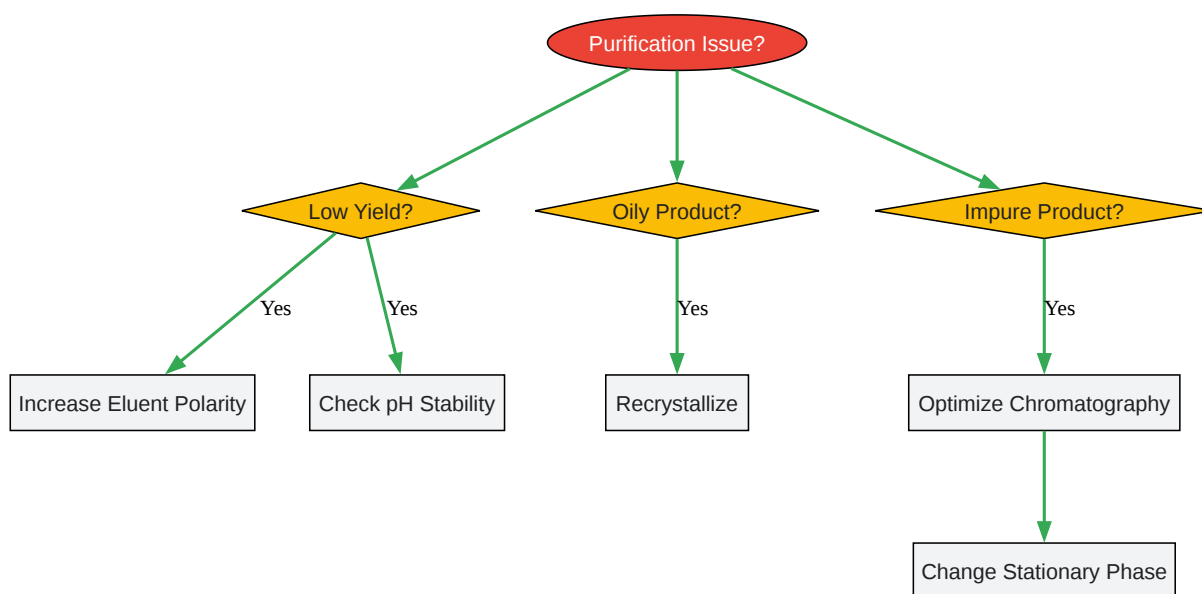 Purification Issue?
Low Yield?
Oily Product?
Impure Product?
Yes
Yes
Yes
Yes
Increase Eluent Polarity
Check pH Stability
Recrystallize
Optimize Chromatography
Change Stationary Phase